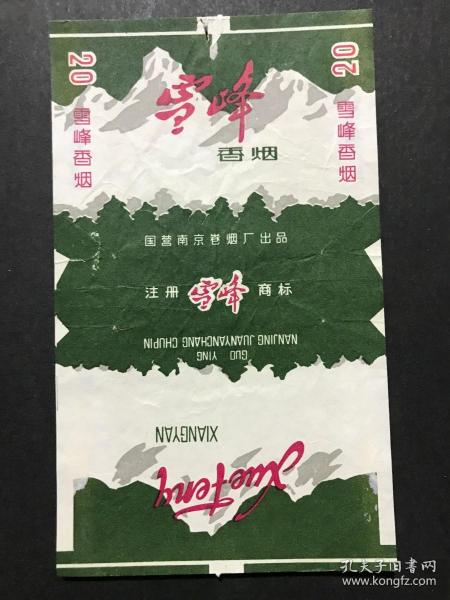 20
雪峰香烟
雪峰
香烟
20
雪峰香烟
国营南京卷烟厂出品
注册 雪峰 商标
GUO YING
NANJING JUANYANCHANG CHUPIN
XueFeng
XIANGYAN
孔夫子旧书网
www.kongfz.com